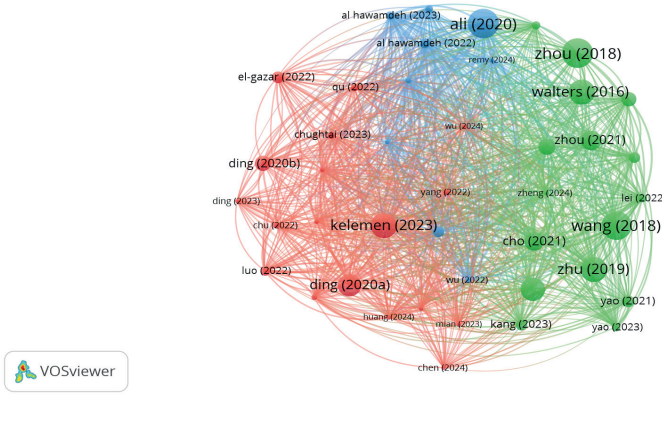 al hawamdeh (2023)
ali (2020)
zhou (2018)
al hawamdeh (2022)
remy (2024)
el-gazar (2022)
qu (2022)
walters (2016)
chughtai (2023)
wu (2024)
zhou (2021)
ding (2020b)
ding (2023)
yang (2022)
zheng (2024)
lei (2022
chu (2022)
kelemen (2023)
wang (2018)
cho (2021)
luo (2022)
ding (2020a)
wu (2022)
zhu (2019)
yao (2021)
huang (2024)
mian (2023)
kang (2023)
yao (2023)
chen (2024)
VOSviewer